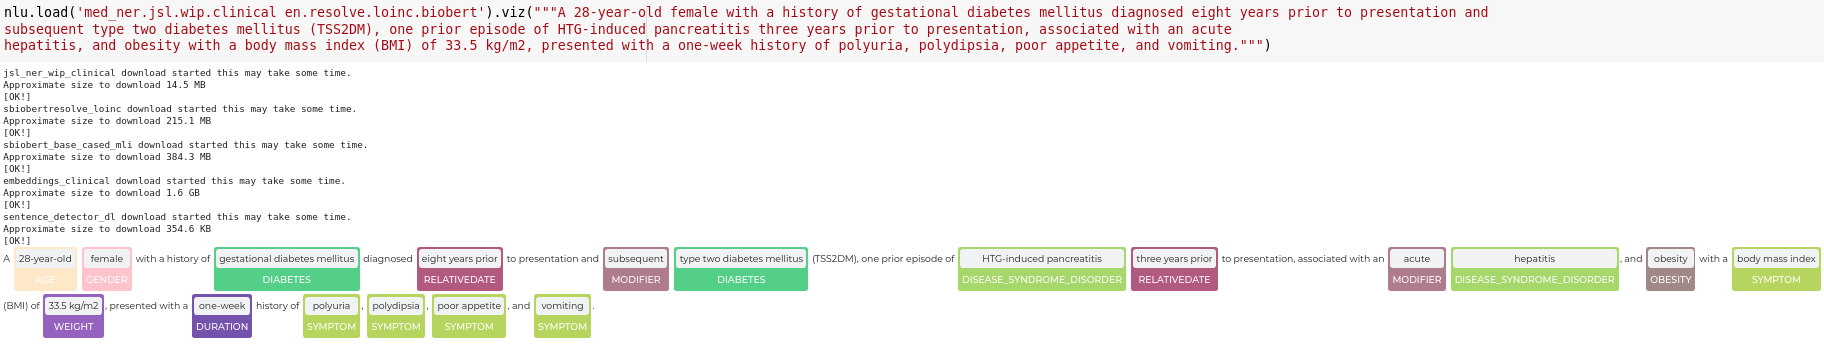 nlu.load('med_ner.jsl.wip.clinical en.resolve.loinc.biobert').viz("""A 28-year-old female with a history of gestational diabetes mellitus diagnosed eight years prior to presentation and
subsequent type two diabetes mellitus (TSS2DM), one prior episode of HTG-induced pancreatitis three years prior to presentation, associated with an acute
hepatitis, and obesity with a body mass index (BMI) of 33.5 kg/m2, presented with a one-week history of polyuria, polydipsia, poor appetite, and vomiting.""")
jsl_ner_wip_clinical download started this may take some time.
Approximate size to download 14.5 MB
[OK!]
sbiobertresolve_loinc download started this may take some time.
Approximate size to download 215.1 MB
[OK!]
sbiobert_base_cased_mli download started this may take some time.
Approximate size to download 384.3 MB
[OK!]
embeddings_clinical download started this may take some time.
Approximate size to download 1.6 GB
[OK!]
sentence_detector_dl download started this may take some time.
Approximate size to download 354.6 KB
[OK!]
A 28-year-old female with a history of gestational diabetes mellitus diagnosed eight years prior to presentation and subsequent type two diabetes mellitus (TSS2DM), one prior episode of HTG-induced pancreatitis three years prior to presentation, associated with an acute hepatitis , and obesity with a body mass index
AGE GENDER DIABETES RELATIVEDATE MODIFIER DIABETES DISEASE_SYNDROME_DISORDER RELATIVEDATE MODIFIER DISEASE_SYNDROME_DISORDER OBESITY SYMPTOM
(BMI) of 33.5 kg/m2 , presented with a one-week history of polyuria , polydipsia , poor appetite , and vomiting .
WEIGHT DURATION SYMPTOM SYMPTOM SYMPTOM SYMPTOM